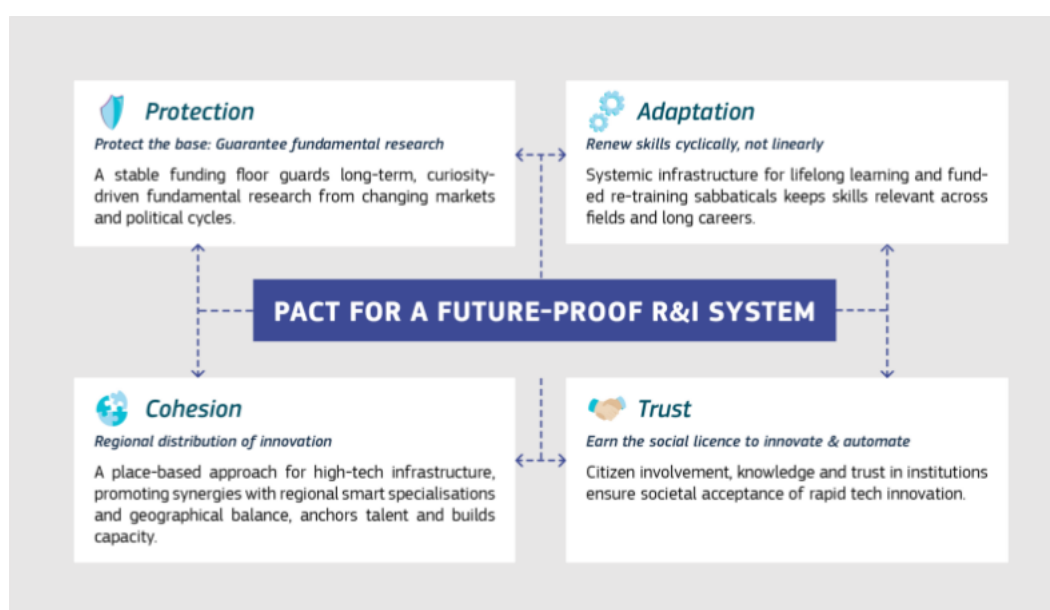 Protection
Protect the base: Guarantee fundamental research
A stable funding floor guards long-term, curiosity-
driven fundamental research from changing markets
and political cycles.
Adaptation
Renew skills cyclically, not linearly
Systemic infrastructure for lifelong learning and fund-
ed re-training sabbaticals keeps skills relevant across
fields and long careers.
PACT FOR A FUTURE-PROOF R&I SYSTEM
Cohesion
Regional distribution of innovation
A place-based approach for high-tech infrastructure,
promoting synergies with regional smart specialisations
and geographical balance, anchors talent and builds
capacity.
Trust
Earn the social licence to innovate & automate
Citizen involvement, knowledge and trust in institutions
ensure societal acceptance of rapid tech innovation.